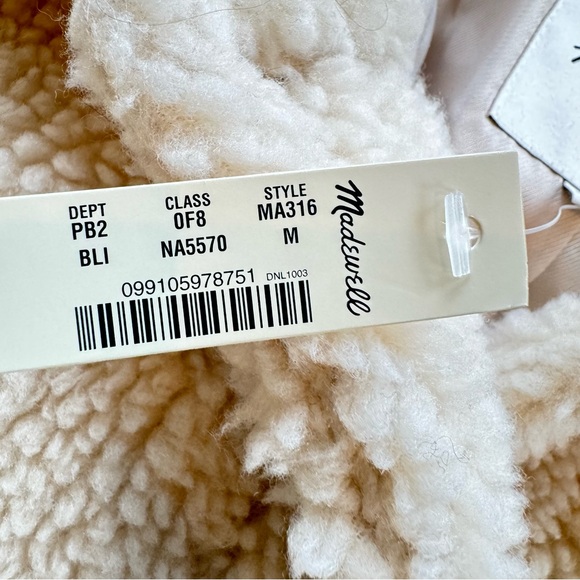 DEPT CLASS STYLE
PB2 0F8 MA316
BLI NA5570 M
099105978751 DNL1003
Madewell